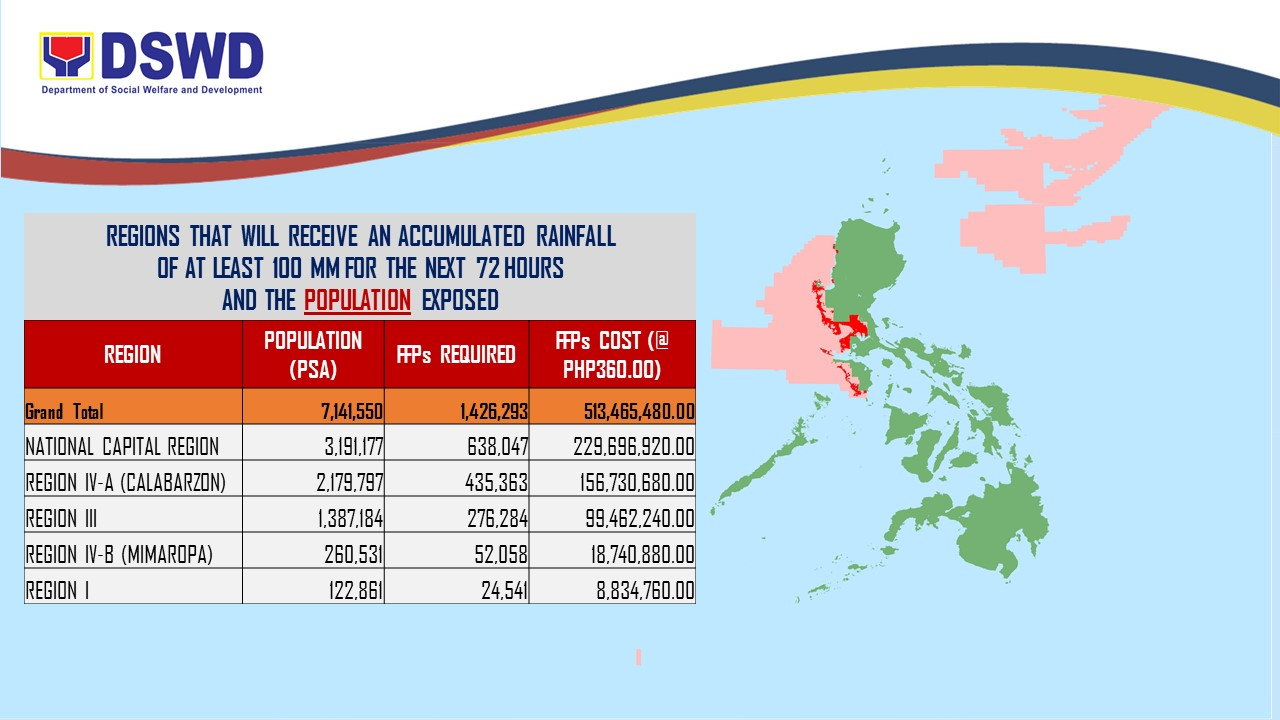 DSWD
Department of Social Welfare and Development
REGIONS THAT WILL RECEIVE AN ACCUMULATED RAINFALL
OF AT LEAST 100 MM FOR THE NEXT 72 HOURS
AND THE POPULATION EXPOSED
REGION POPULATION (PSA) FFPs REQUIRED FFPs COST (@ PHP360.00)
Grand Total 7,141,550 1,426,293 513,465,480.00
NATIONAL CAPITAL REGION 3,191,177 638,047 229,696,920.00
REGION IV-A (CALABARZON) 2,179,797 435,363 156,730,680.00
REGION III 1,387,184 276,284 99,462,240.00
REGION IV-B (MIMAROPA) 260,531 52,058 18,740,880.00
REGION I 122,861 24,541 8,834,760.00